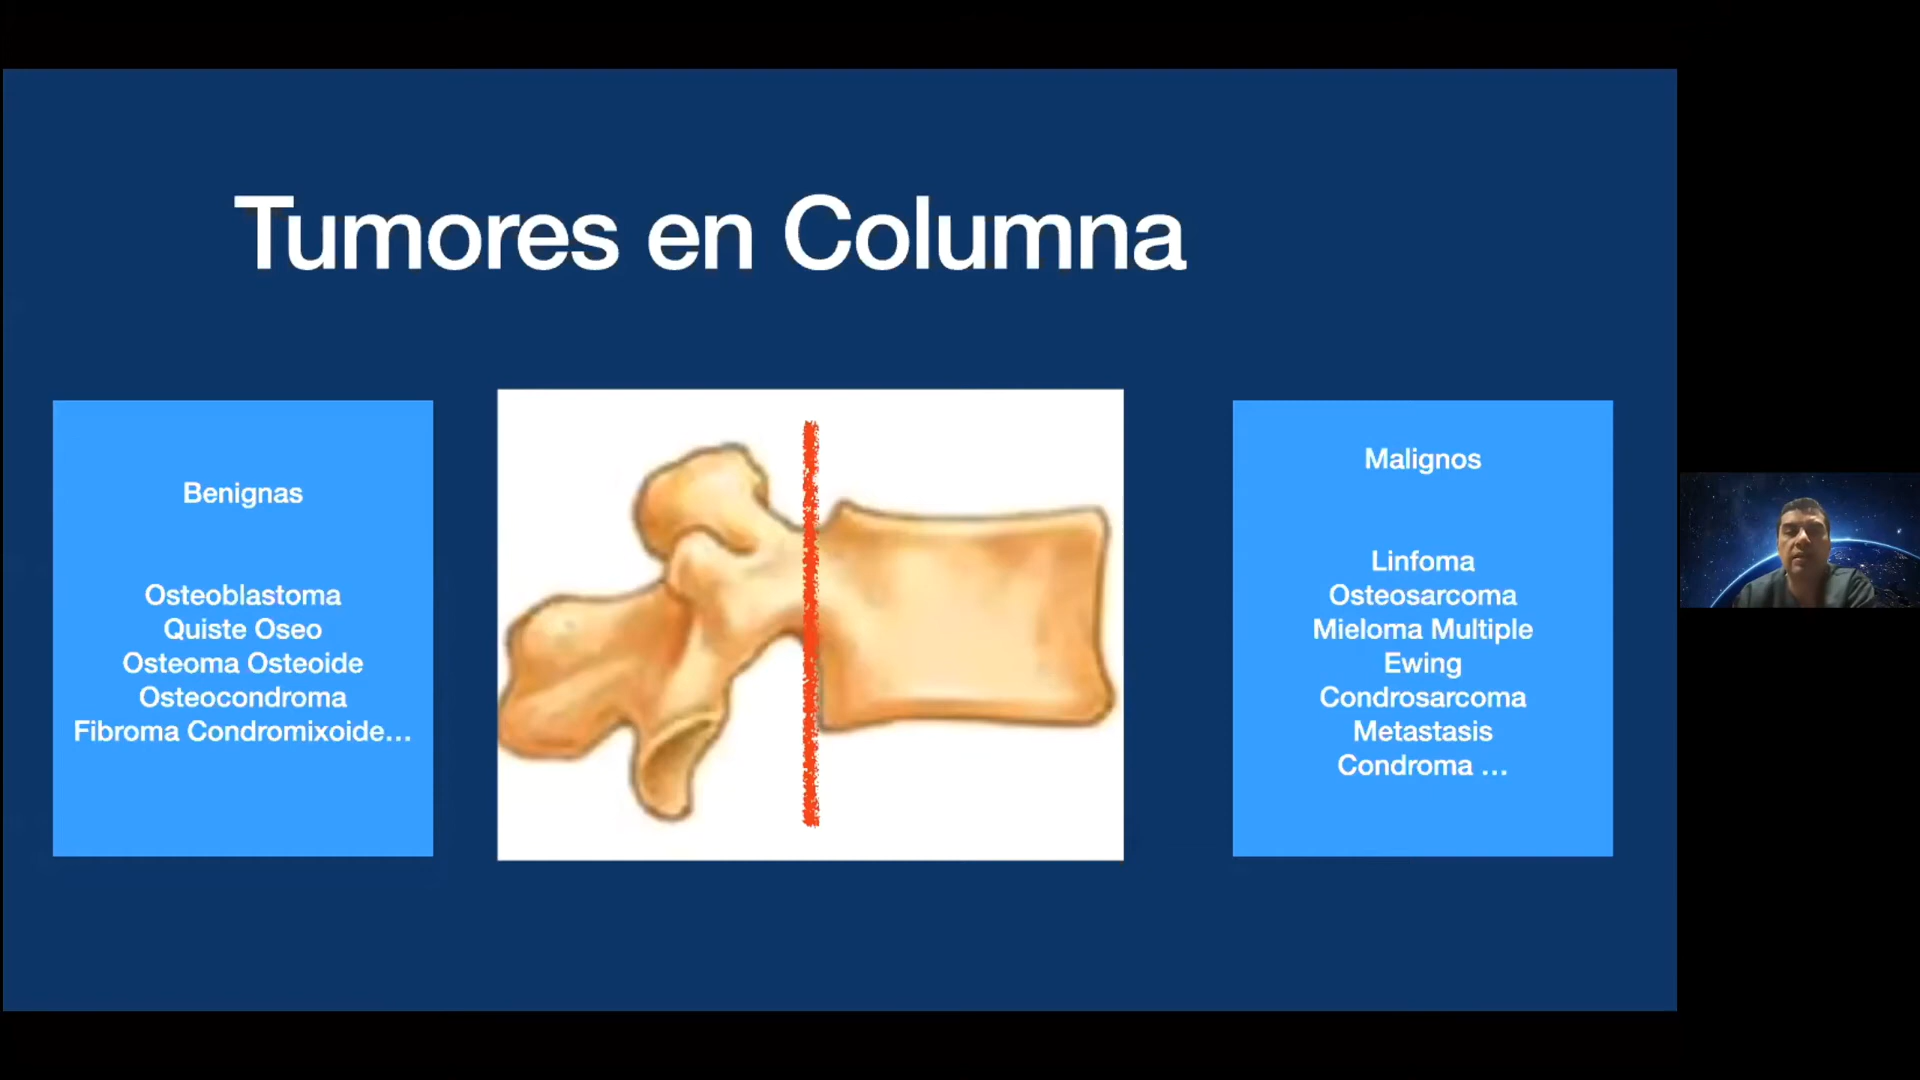 Tumores en Columna
Benignas
Osteoblastoma
Quiste Oseo
Osteoma Osteoide
Osteocondroma
Fibroma Condromixoide...
Malignos
Linfoma
Osteosarcoma
Mieloma Multiple
Ewing
Condrosarcoma
Metastasis
Condroma ...